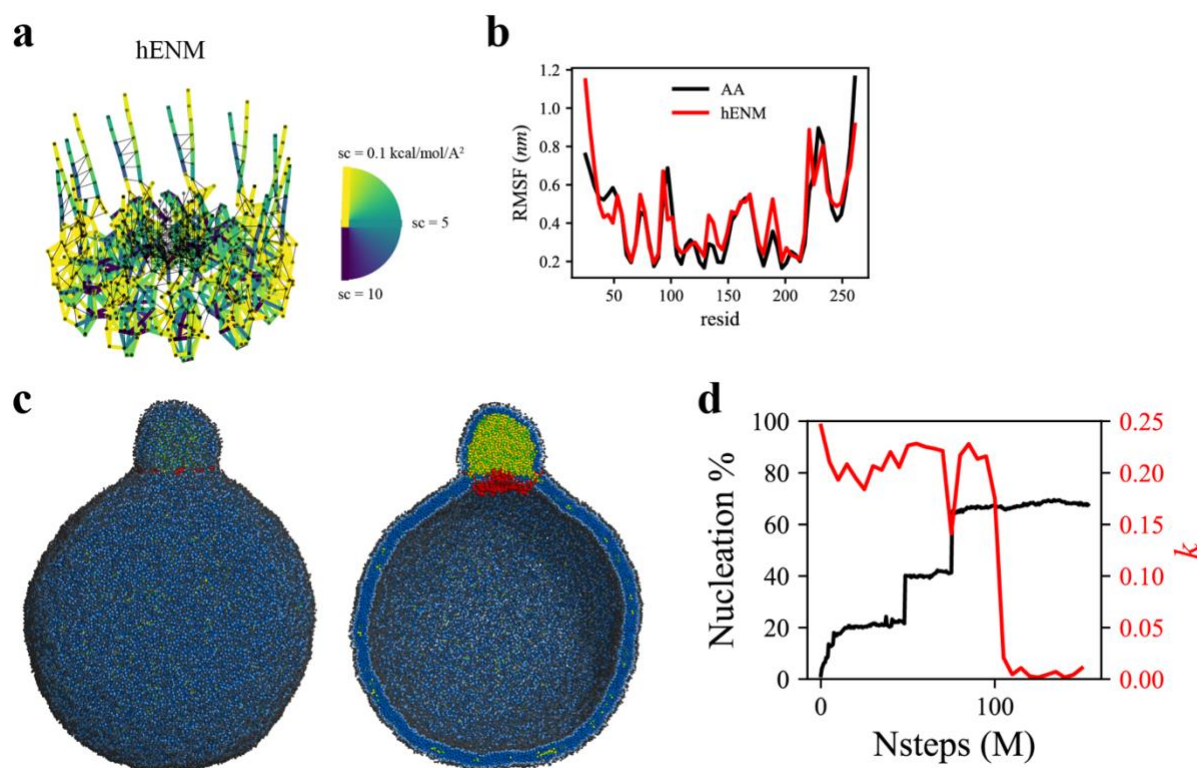 a
hENM
sc = 0.1 kcal/mol/A²
sc = 5
sc = 10
b
1.2
1.0
0.8
0.6
0.4
0.2
RMSF (nm)
AA
hENM
50
100
150
200
250
resid
c
d
100
80
60
40
20
0
Nucleation %
0.25
0.20
0.15
0.10
0.05
0.00
k
0
100
Nsteps (M)